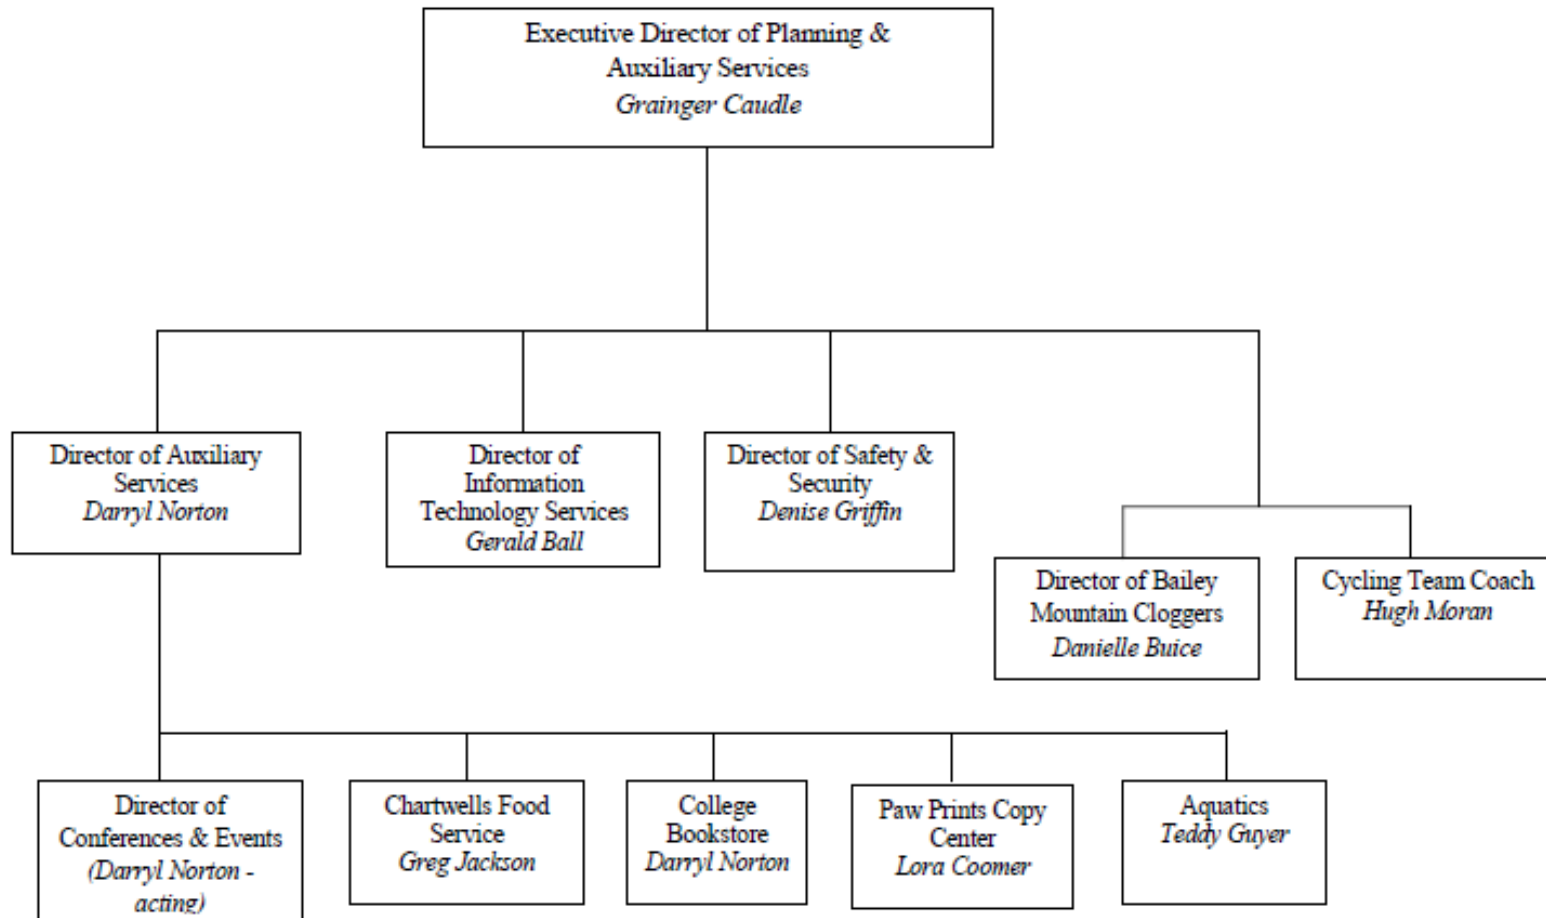 Executive Director of Planning &
Auxiliary Services
Grainger Caudle
Director of Auxiliary
Services
Darryl Norton
Director of
Information
Technology Services
Gerald Ball
Director of Safety &
Security
Denise Griffin
Director of Bailey
Mountain Cloggers
Danielle Buice
Cycling Team Coach
Hugh Moran
Director of
Conferences & Events
(Darryl Norton -
acting)
Chartwells Food
Service
Greg Jackson
College
Bookstore
Darryl Norton
Paw Prints Copy
Center
Lora Coomer
Aquatics
Teddy Guyer